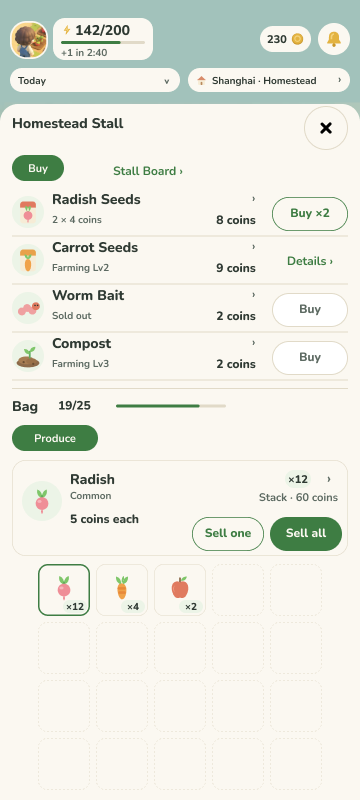 142/200
+1 in 2:40
230
Today
Shanghai · Homestead ›
Homestead Stall
Buy
Stall Board ›
Radish Seeds ›
2 × 4 coins
8 coins
Buy ×2
Carrot Seeds ›
Farming Lv2
9 coins
Details ›
Worm Bait ›
Sold out
2 coins
Buy
Compost ›
Farming Lv3
2 coins
Buy
Bag 19/25
Produce
Radish
×12 ›
Common
Stack · 60 coins
5 coins each
Sell one
Sell all
×12
×4
×2